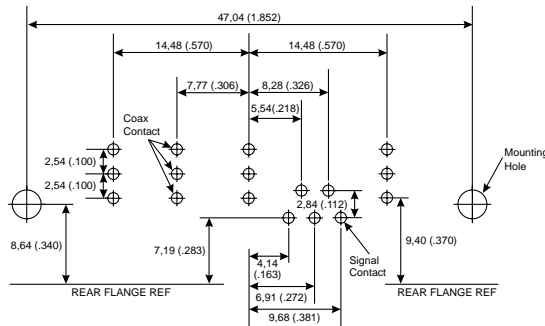 47,04 (1.852)
14,48 (.570)
14,48 (.570)
7,77 (.306)
8,28 (.326)
5,54(.218)
Coax
Contact
Mounting
Hole
2,54 (.100)
2,54 (.100)
2,84 (.112)
8,64 (.340)
7,19 (.283)
9,40 (.370)
Signal
Contact
4,14
(.163)
REAR FLANGE REF
6,91 (.272)
REAR FLANGE REF
9,68 (.381)